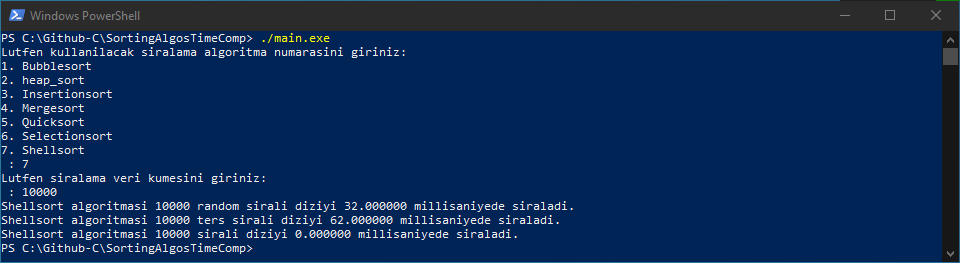 Windows PowerShell
PS C:\Github-C\SortingAlgosTimeComp> ./main.exe
Lutfen kullanilacak siralama algoritma numarasini giriniz:
1. Bubblesort
2. heap_sort
3. Insertionsort
4. Mergesort
5. Quicksort
6. Selectionsort
7. Shellsort
 : 7
Lutfen siralama veri kumesini giriniz:
 : 10000
Shellsort algoritmasi 10000 random sirali diziyi 32.000000 millisaniyede siraladi.
Shellsort algoritmasi 10000 ters sirali diziyi 62.000000 millisaniyede siraladi.
Shellsort algoritmasi 10000 sirali diziyi 0.000000 millisaniyede siraladi.
PS C:\Github-C\SortingAlgosTimeComp>